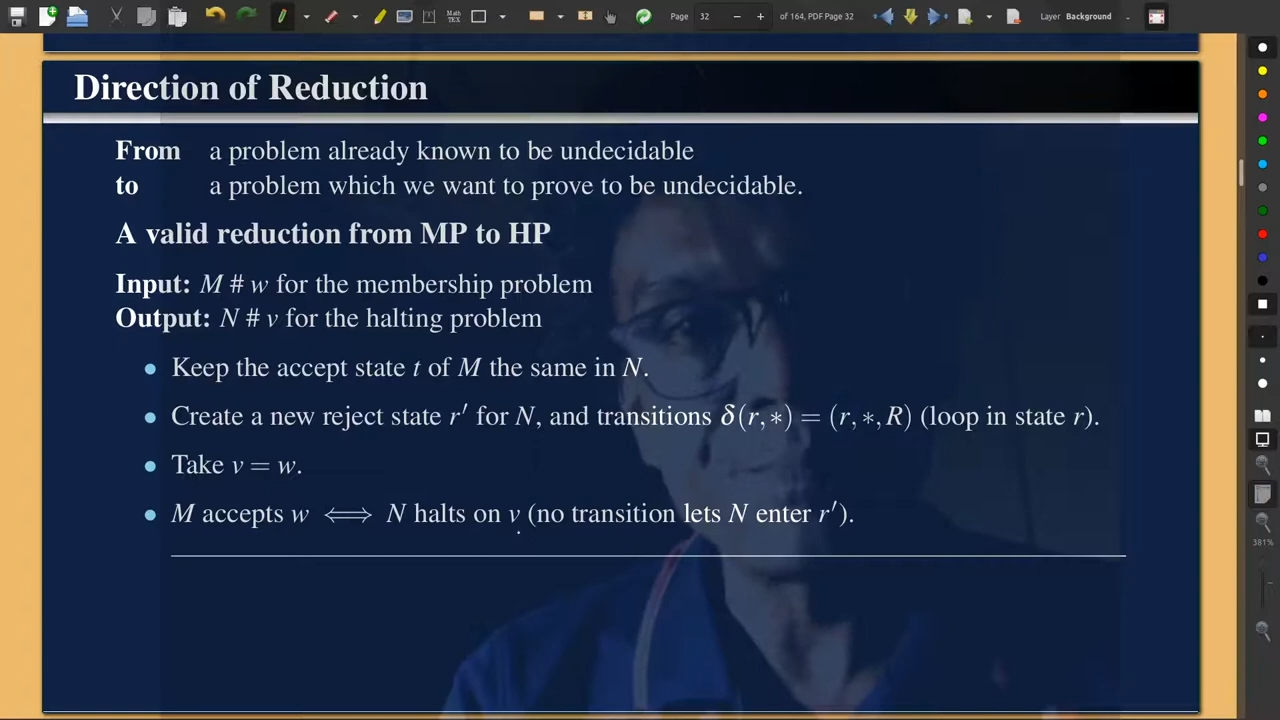 Page 32 of 164, PDF Page 32 Layer Background
Math
TEX
T
Direction of Reduction
From a problem already known to be undecidable
to a problem which we want to prove to be undecidable.
A valid reduction from MP to HP
Input: M # w for the membership problem
Output: N # v for the halting problem
• Keep the accept state t of M the same in N.
• Create a new reject state r′ for N, and transitions δ(r,∗) = (r,∗,R) (loop in state r).
• Take v = w.
• M accepts w ⟺ N halts on v (no transition lets N enter r′).
381%